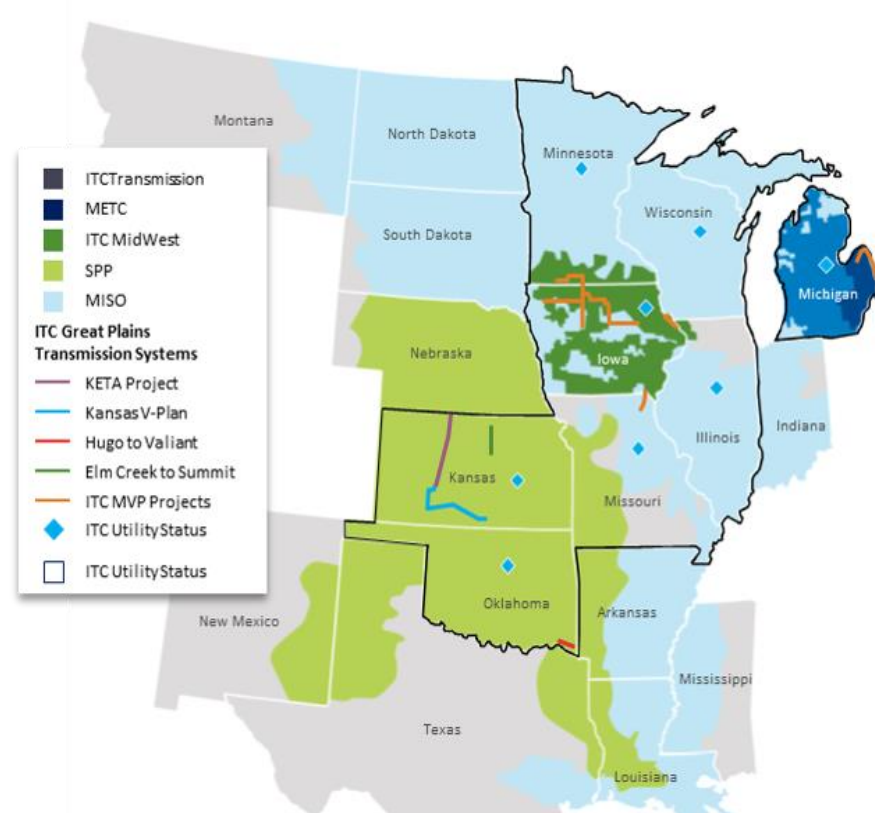 Montana
North Dakota
Minnesota
Wisconsin
South Dakota
Michigan
ITCTransmission
METC
ITC MidWest
SPP
MISO
ITC Great Plains
Transmission Systems
KETA Project
Kansas V-Plan
Hugo to Valiant
Elm Creek to Summit
ITC MVP Projects
ITC Utility Status
ITC Utility Status
Nebraska
Iowa
Illinois
Indiana
Kansas
Missouri
Oklahoma
Arkansas
New Mexico
Mississippi
Texas
Louisiana